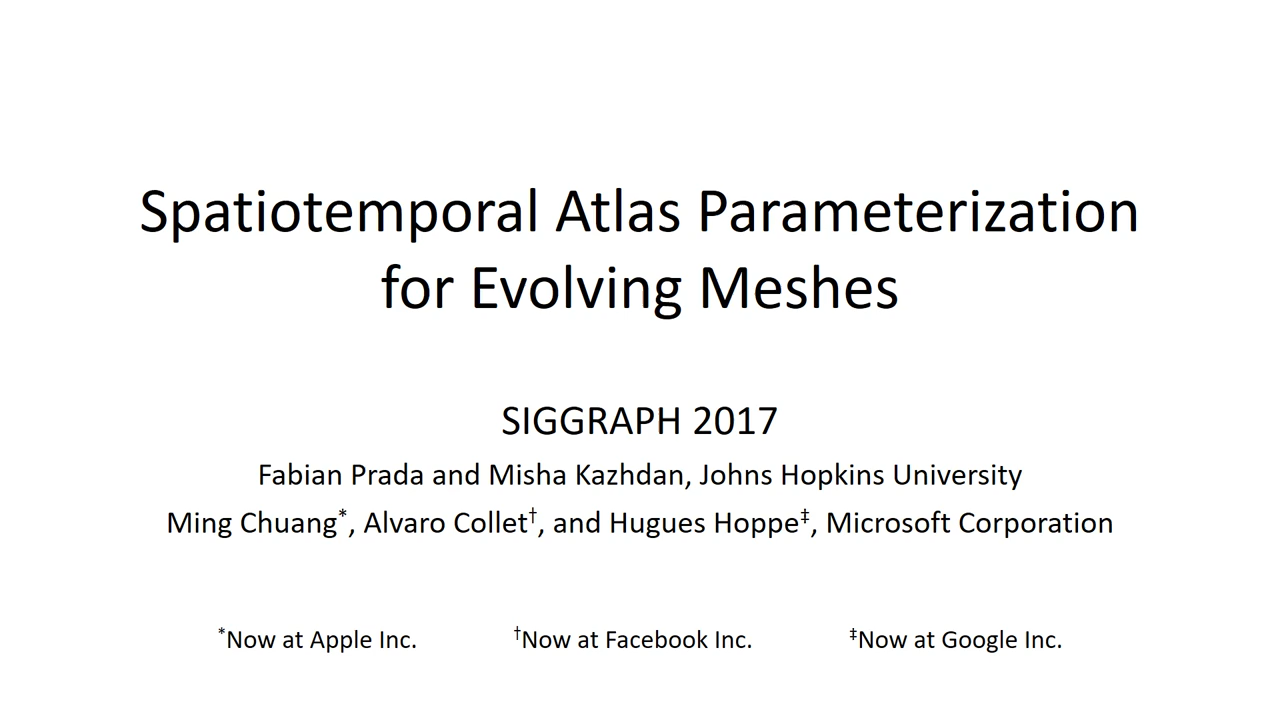 Spatiotemporal Atlas Parameterization
for Evolving Meshes
SIGGRAPH 2017
Fabian Prada and Misha Kazhdan, Johns Hopkins University
Ming Chuang*, Alvaro Collet†, and Hugues Hoppe‡, Microsoft Corporation
*Now at Apple Inc. †Now at Facebook Inc. ‡Now at Google Inc.